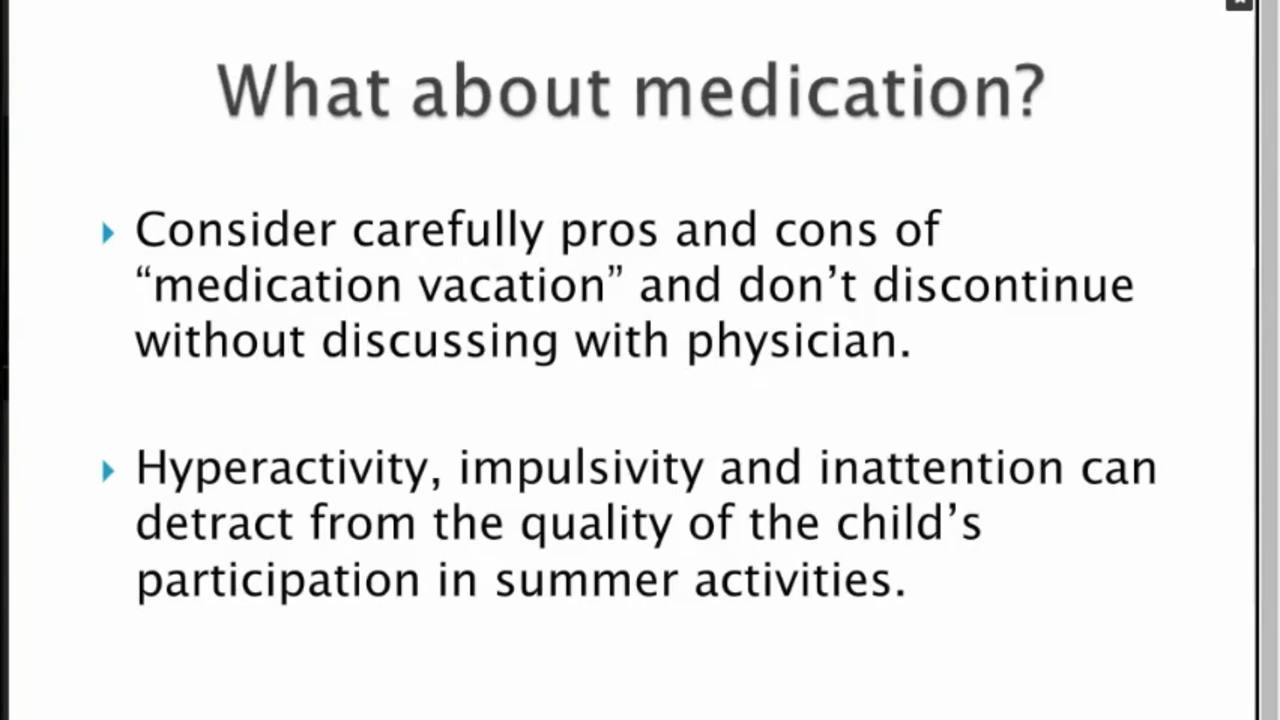 What about medication?
Consider carefully pros and cons of
“medication vacation” and don’t discontinue
without discussing with physician.
Hyperactivity, impulsivity and inattention can
detract from the quality of the child’s
participation in summer activities.